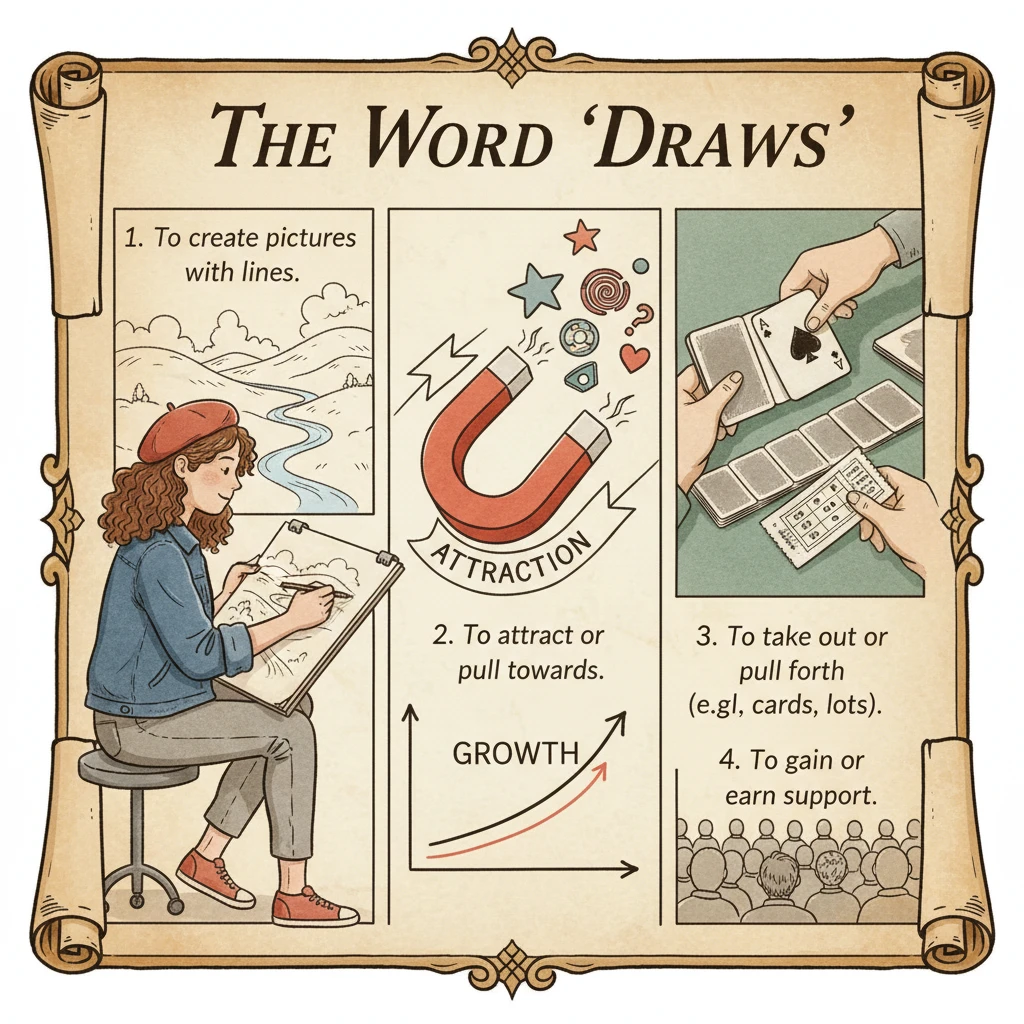 THE WORD ‘DRAWS’
1. To create pictures
with lines.
ATTRACTION
2. To attract or
pull towards.
GROWTH
A
A
3. To take out or
pull forth
(e.gl, cards, lots).
4. To gain or
earn support.